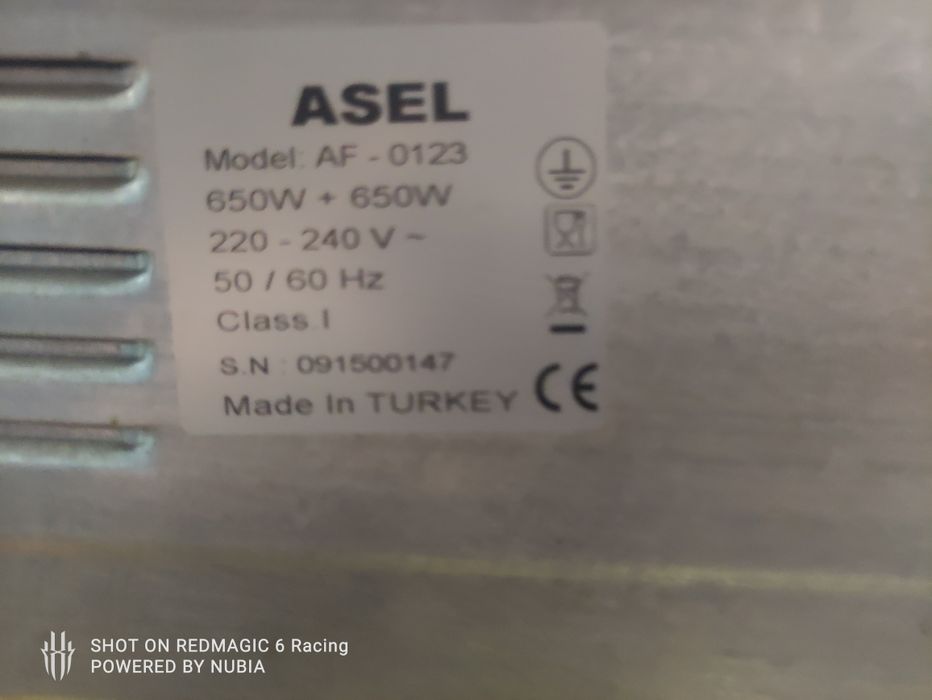 ASEL
Model: AF - 0123
650W + 650W
220 - 240 V ~
50 / 60 Hz
Class I
S.N : 091500147
Made In TURKEY
CE
SHOT ON REDMAGIC 6 Racing
POWERED BY NUBIA